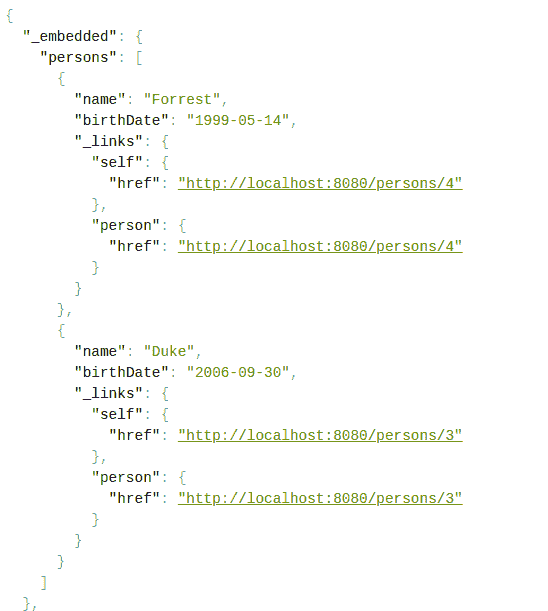 {
  "_embedded": {
    "persons": [
      {
        "name": "Forrest",
        "birthDate": "1999-05-14",
        "_links": {
          "self": {
            "href": "http://localhost:8080/persons/4"
          },
          "person": {
            "href": "http://localhost:8080/persons/4"
          }
        }
      },
      {
        "name": "Duke",
        "birthDate": "2006-09-30",
        "_links": {
          "self": {
            "href": "http://localhost:8080/persons/3"
          },
          "person": {
            "href": "http://localhost:8080/persons/3"
          }
        }
      }
    ]
  },